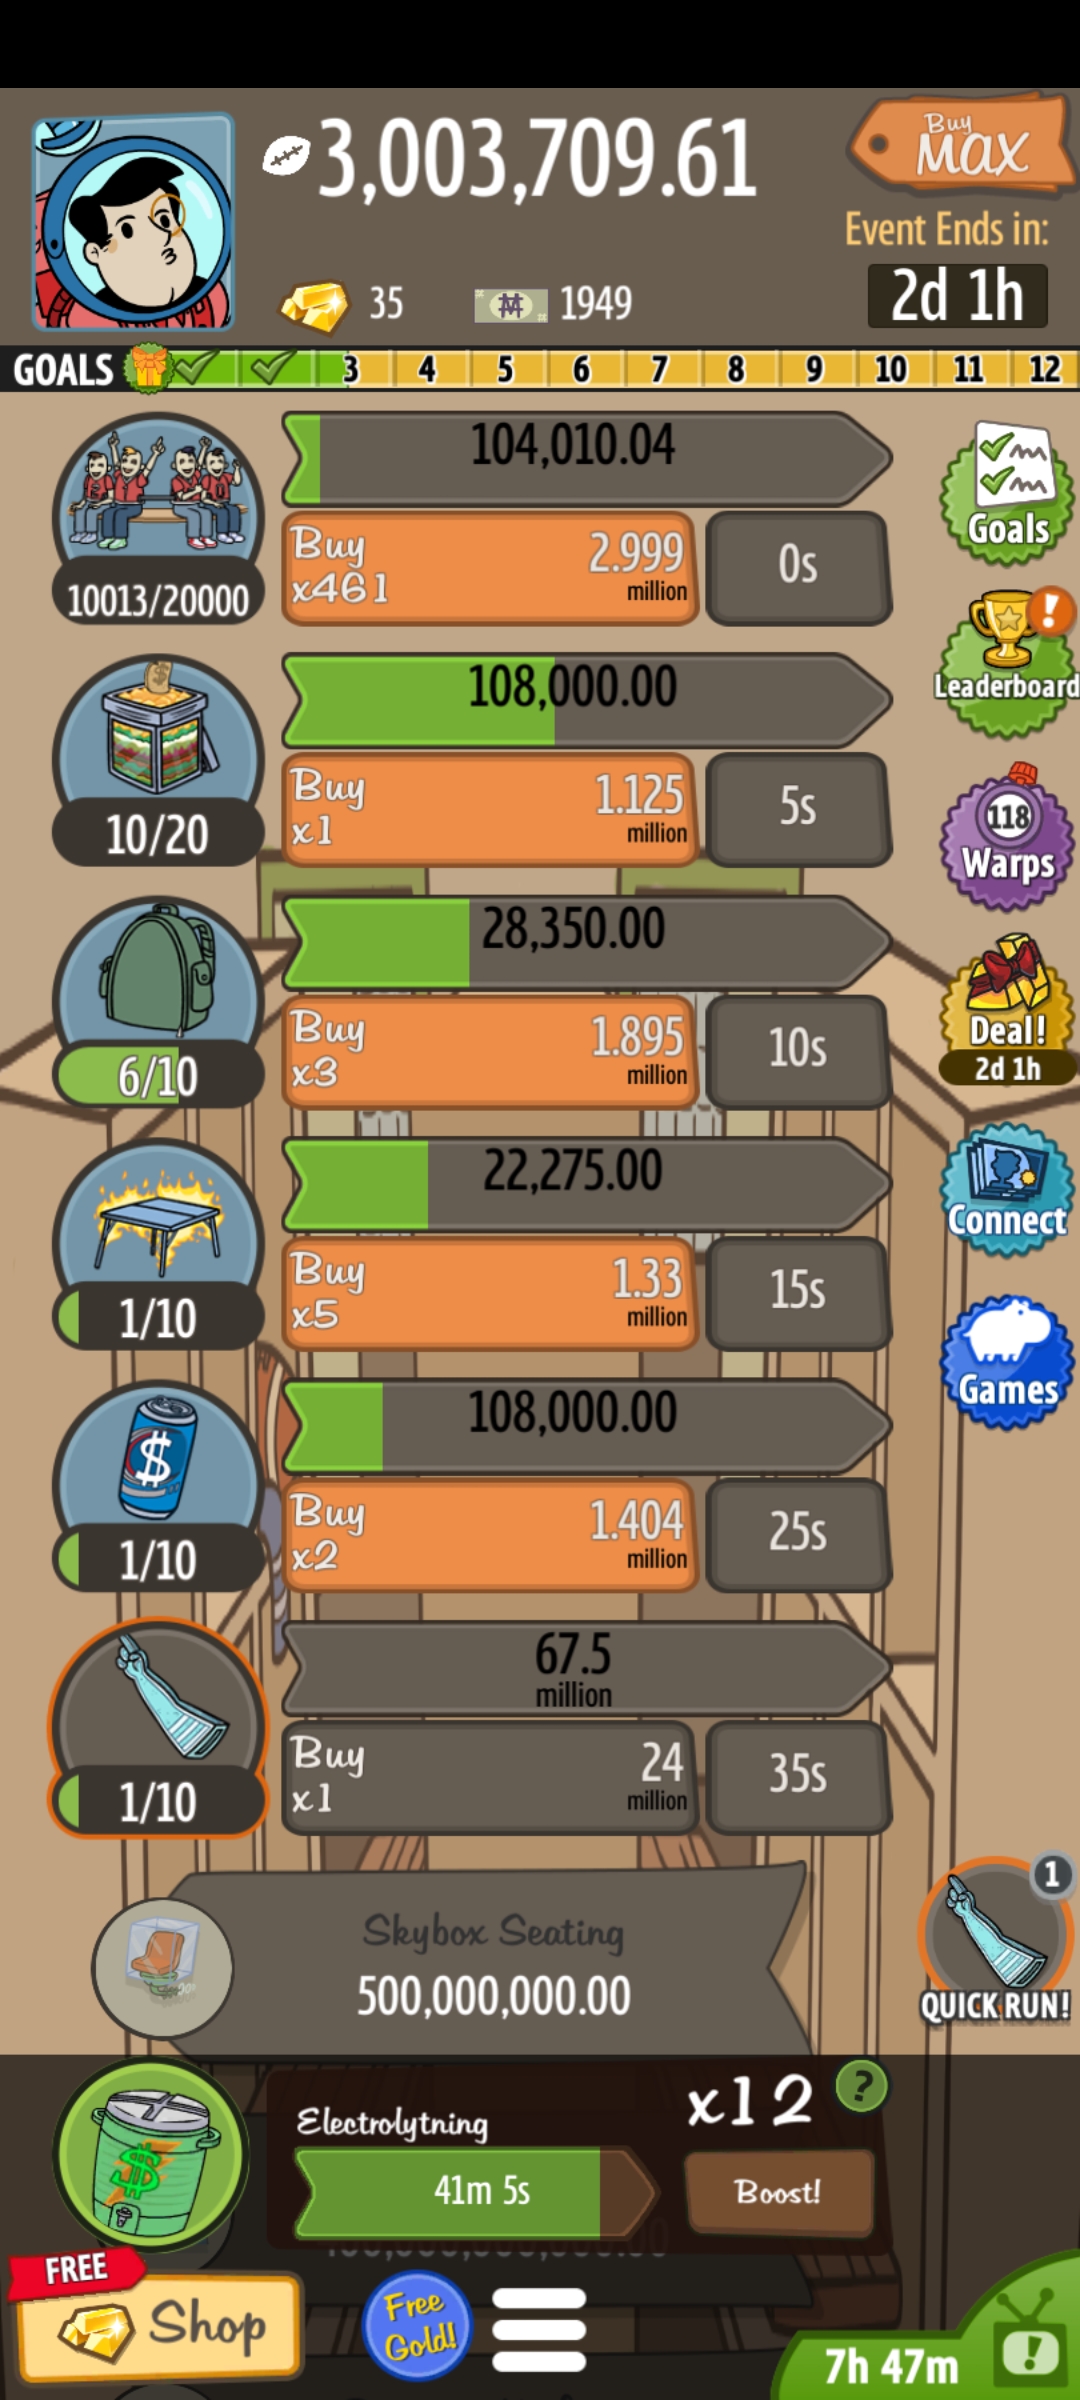 3,003,709.61
Buy
MAX
Event Ends in:
2d 1h
35
1949
GOALS 3 4 5 6 7 8 9 10 11 12
104,010.04
Buy
x461
2.999
million
0s
10013/20000
Goals
Leaderboard
108,000.00
Buy
x1
1.125
million
5s
10/20
118
Warps
28,350.00
Buy
x3
1.895
million
10s
6/10
Deal!
2d 1h
22,275.00
Buy
x5
1.33
million
15s
1/10
Connect
108,000.00
Buy
x2
1.404
million
25s
1/10
Games
67.5
million
Buy
x1
24
million
35s
1/10
Skybox Seating
500,000,000.00
1
QUICK RUN!
Electrolytning
x12
?
41m 5s
Boost!
FREE
Shop
Free
Gold!
7h 47m